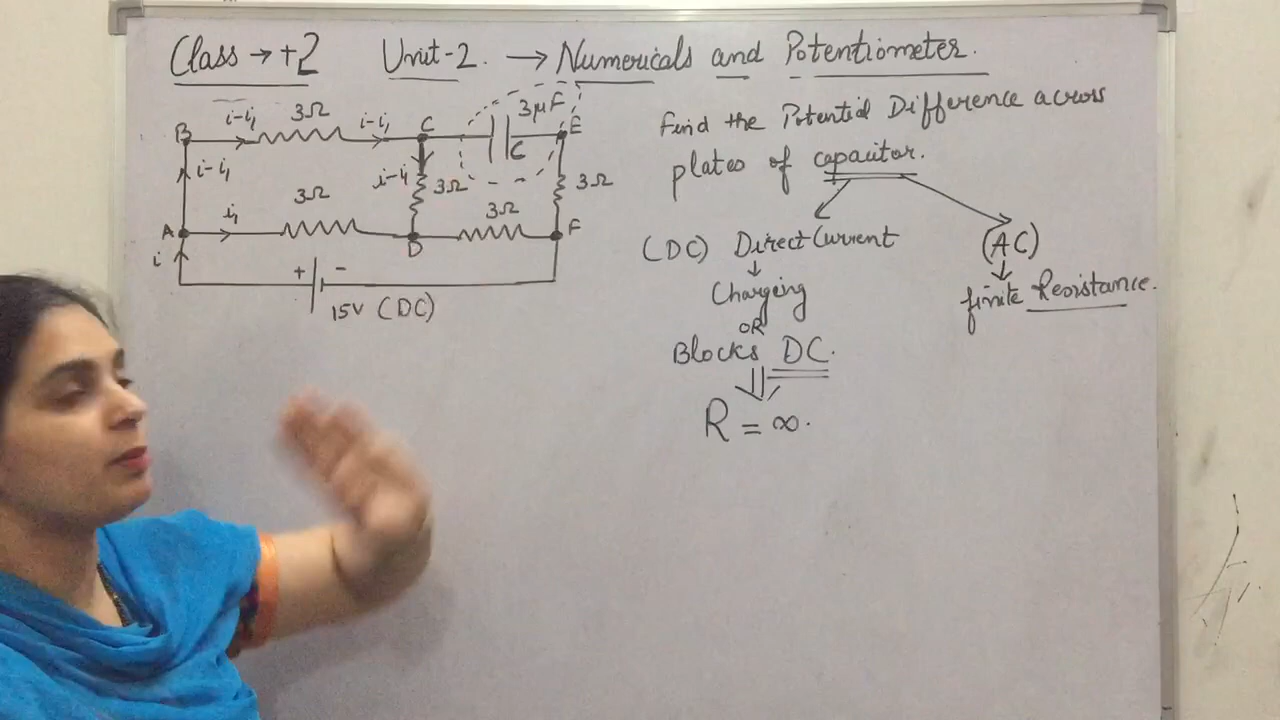 Class → +2 Unit-2. → Numericals and Potentiometer.
Find the Potential Difference across
plates of capacitor.
(DC) Direct Current
(AC)
↓
Charging
↓
finite Resistance.
OR
Blocks DC.
R = ∞.
B i-i₁ 3Ω i-i₁ C 3μF E
C
i-i₁ i-i₁ 3Ω 3Ω
3Ω 3Ω
A i₁ D F
i + -
15V (DC)